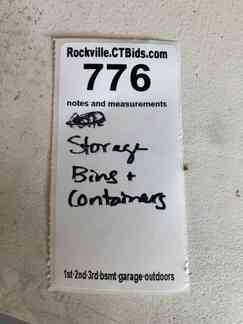 Rockville.CTBids.com
776
notes and measurements
Storage
Bins +
Containers
1st·2nd·3rd·bsmt·garage·outdoors